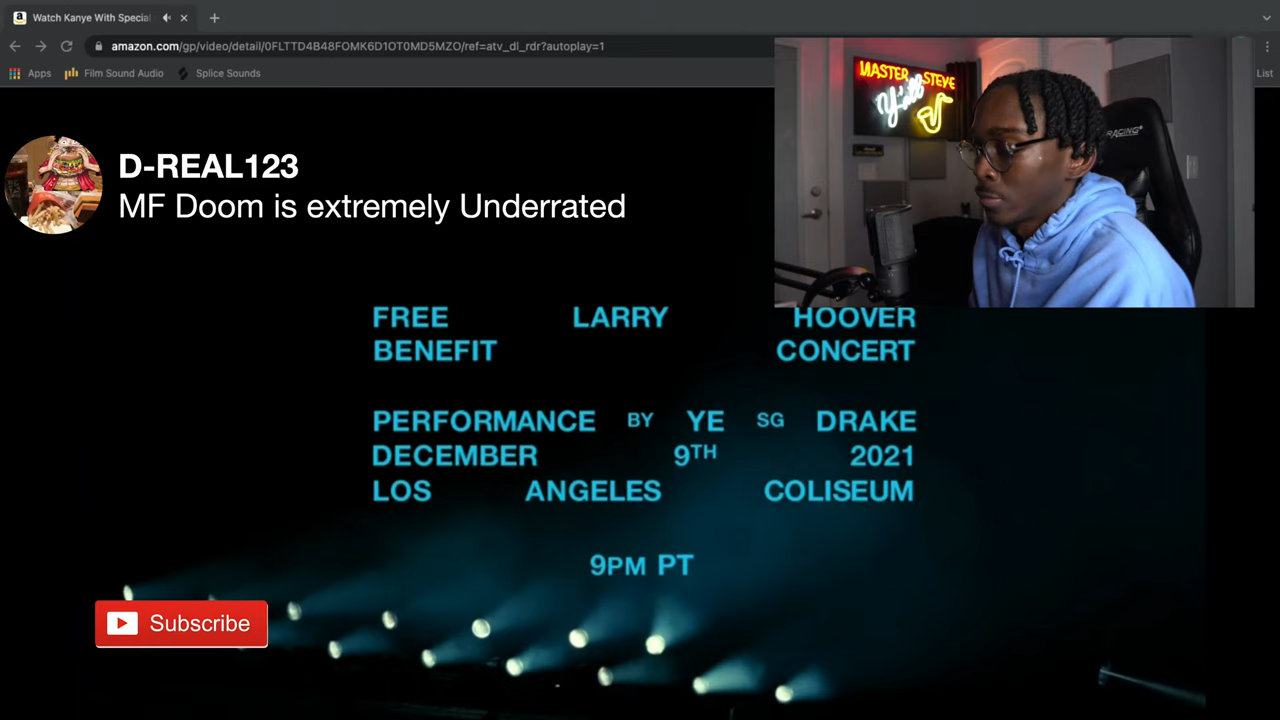 Watch Kanye With Special
amazon.com/gp/video/detail/0FLTTD4B48FOMK6D1OT0MD5MZO/ref=atv_dl_rdr?autoplay=1
Apps Film Sound Audio Splice Sounds List
MASTER STEVE
Y'all
RACING
D-REAL123
MF Doom is extremely Underrated
FREE LARRY HOOVER
BENEFIT CONCERT
PERFORMANCE BY YE SG DRAKE
DECEMBER 9TH 2021
LOS ANGELES COLISEUM
9PM PT
Subscribe